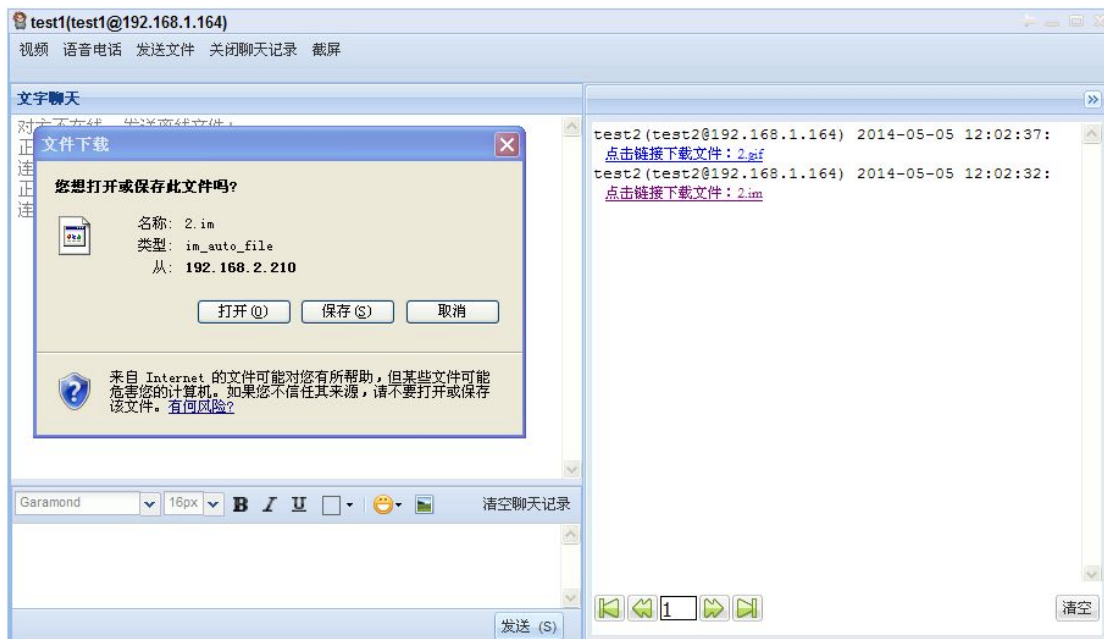 test1(test1@192.168.1.164)
视频 语音电话 发送文件 关闭聊天记录 截屏
文字聊天
文件下载
您想打开或保存此文件吗?
名称: 2.im
类型: im_auto_file
从: 192.168.2.210
打开(O) 保存(S) 取消
来自 Internet 的文件可能对您有所帮助,但某些文件可能
危害您的计算机。如果您不信任其来源,请不要打开或保存
该文件。有何风险?
Garamond 16px B I U 清空聊天记录
发送 (S)
test2(test2@192.168.1.164) 2014-05-05 12:02:37:
点击链接下载文件:2.gif
test2(test2@192.168.1.164) 2014-05-05 12:02:32:
点击链接下载文件:2.im
1 清空